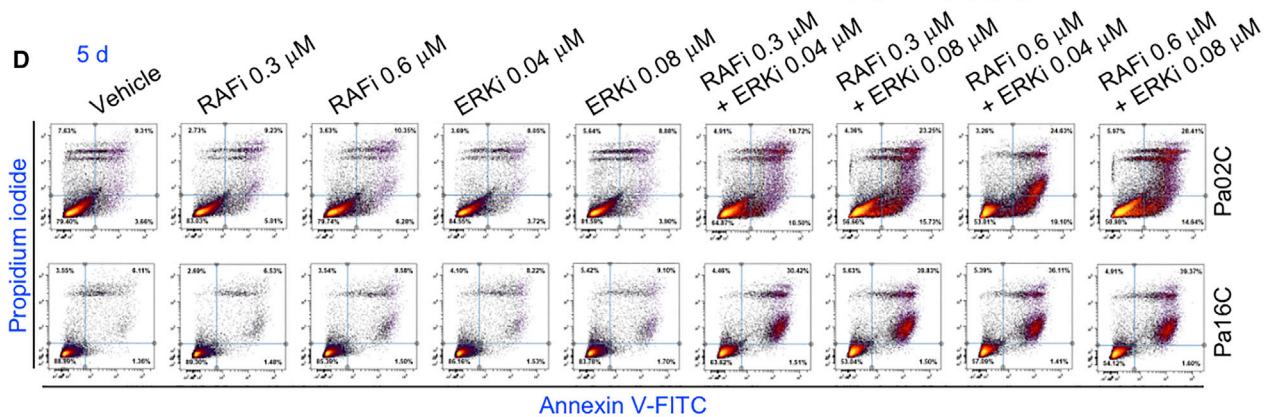 D
5 d
Vehicle
RAFi 0.3 μM
RAFi 0.6 μM
ERKi 0.04 μM
ERKi 0.08 μM
RAFi 0.3 μM
+ ERKi 0.04 μM
RAFi 0.3 μM
+ ERKi 0.08 μM
RAFi 0.6 μM
+ ERKi 0.04 μM
RAFi 0.6 μM
+ ERKi 0.08 μM
Propidium iodide
7.63% 9.31% 2.73% 9.23% 3.63% 10.35% 3.69% 8.05% 5.64% 8.88% 4.91% 19.72% 4.36% 23.25% 3.26% 24.63% 5.97% 28.41%
79.40% 3.66% 83.03% 5.01% 79.74% 6.28% 84.55% 3.72% 81.59% 3.90% 64.87% 10.50% 56.66% 15.73% 53.01% 19.10% 50.98% 14.64%
Pa02C
3.55% 6.11% 2.69% 6.53% 3.54% 9.58% 4.10% 8.22% 5.42% 9.10% 4.46% 30.42% 5.63% 39.83% 5.39% 36.11% 4.91% 39.37%
88.99% 1.36% 89.30% 1.48% 85.39% 1.50% 86.16% 1.53% 83.78% 1.70% 63.62% 1.51% 53.04% 1.50% 57.09% 1.41% 54.12% 1.60%
Pa16C
Annexin V-FITC